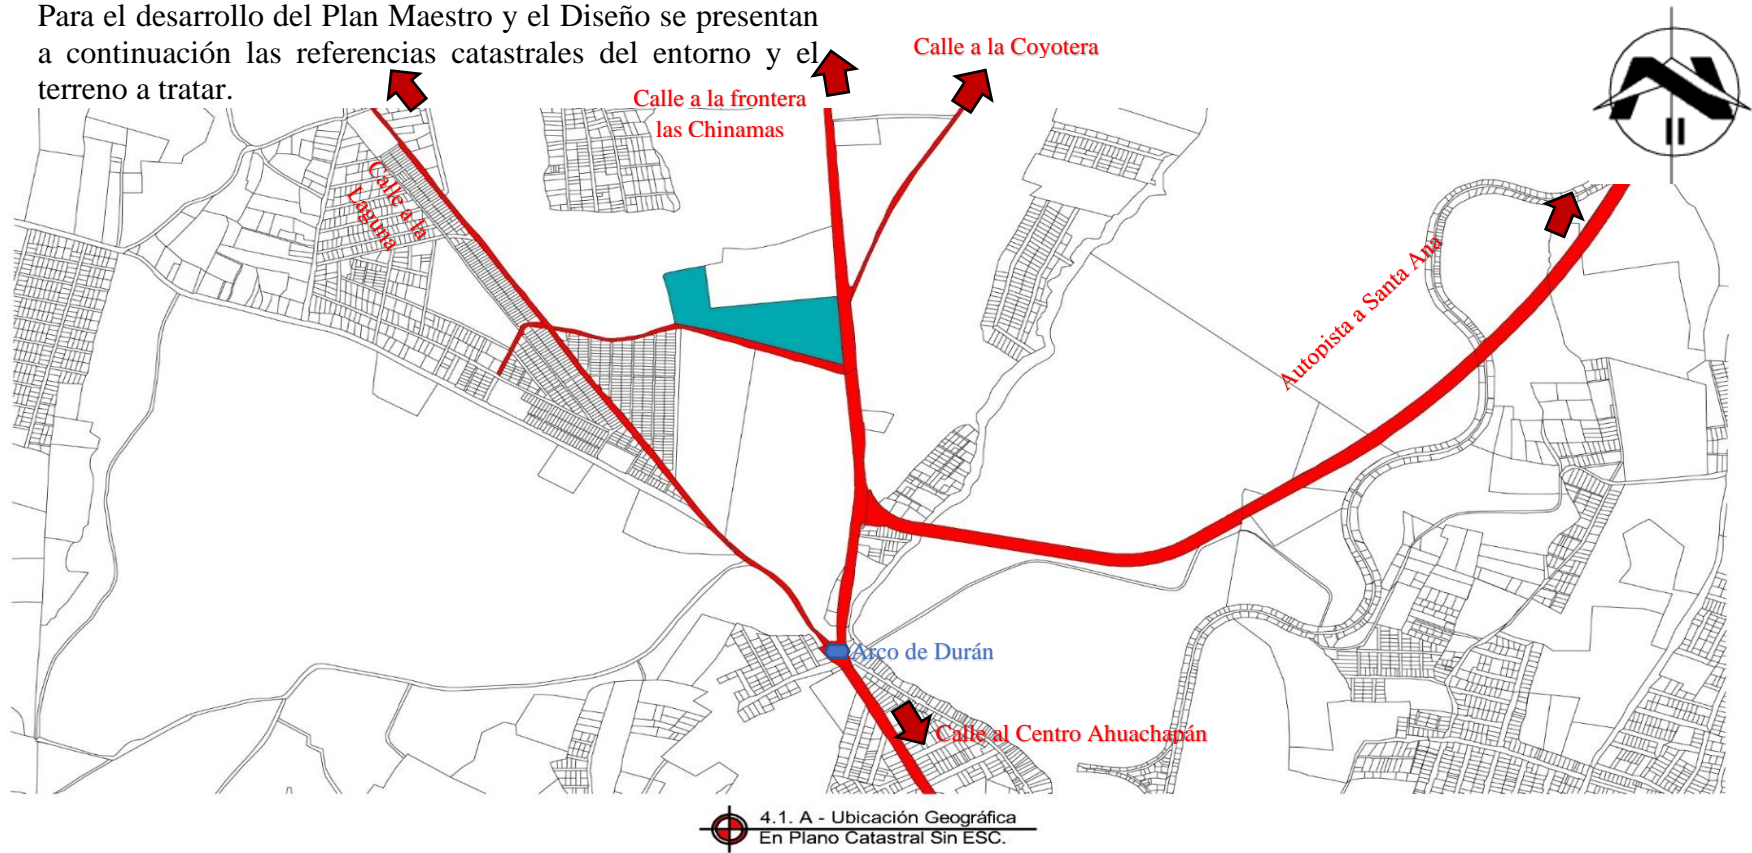 Para el desarrollo del Plan Maestro y el Diseño se presentan
a continuación las referencias catastrales del entorno y el
terreno a tratar.
Calle a la Coyotera
Calle a la frontera
las Chinamas
Calle a la
Laguna
Autopista a Santa Ana
Arco de Durán
Calle al Centro Ahuachapán
4.1. A - Ubicación Geográfica
En Plano Catastral Sin ESC.